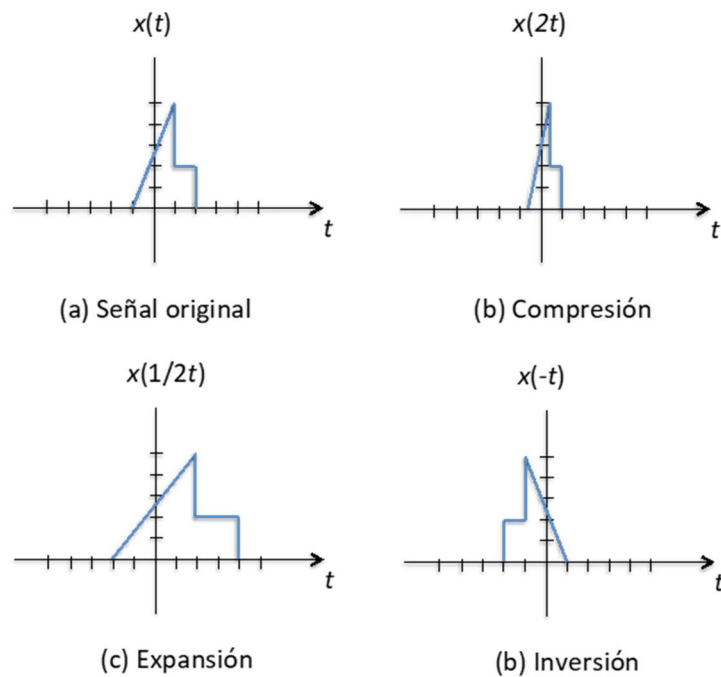 x(t)
x(2t)
t
t
(a) Señal original
(b) Compresión
x(1/2t)
x(-t)
t
t
(c) Expansión
(b) Inversión